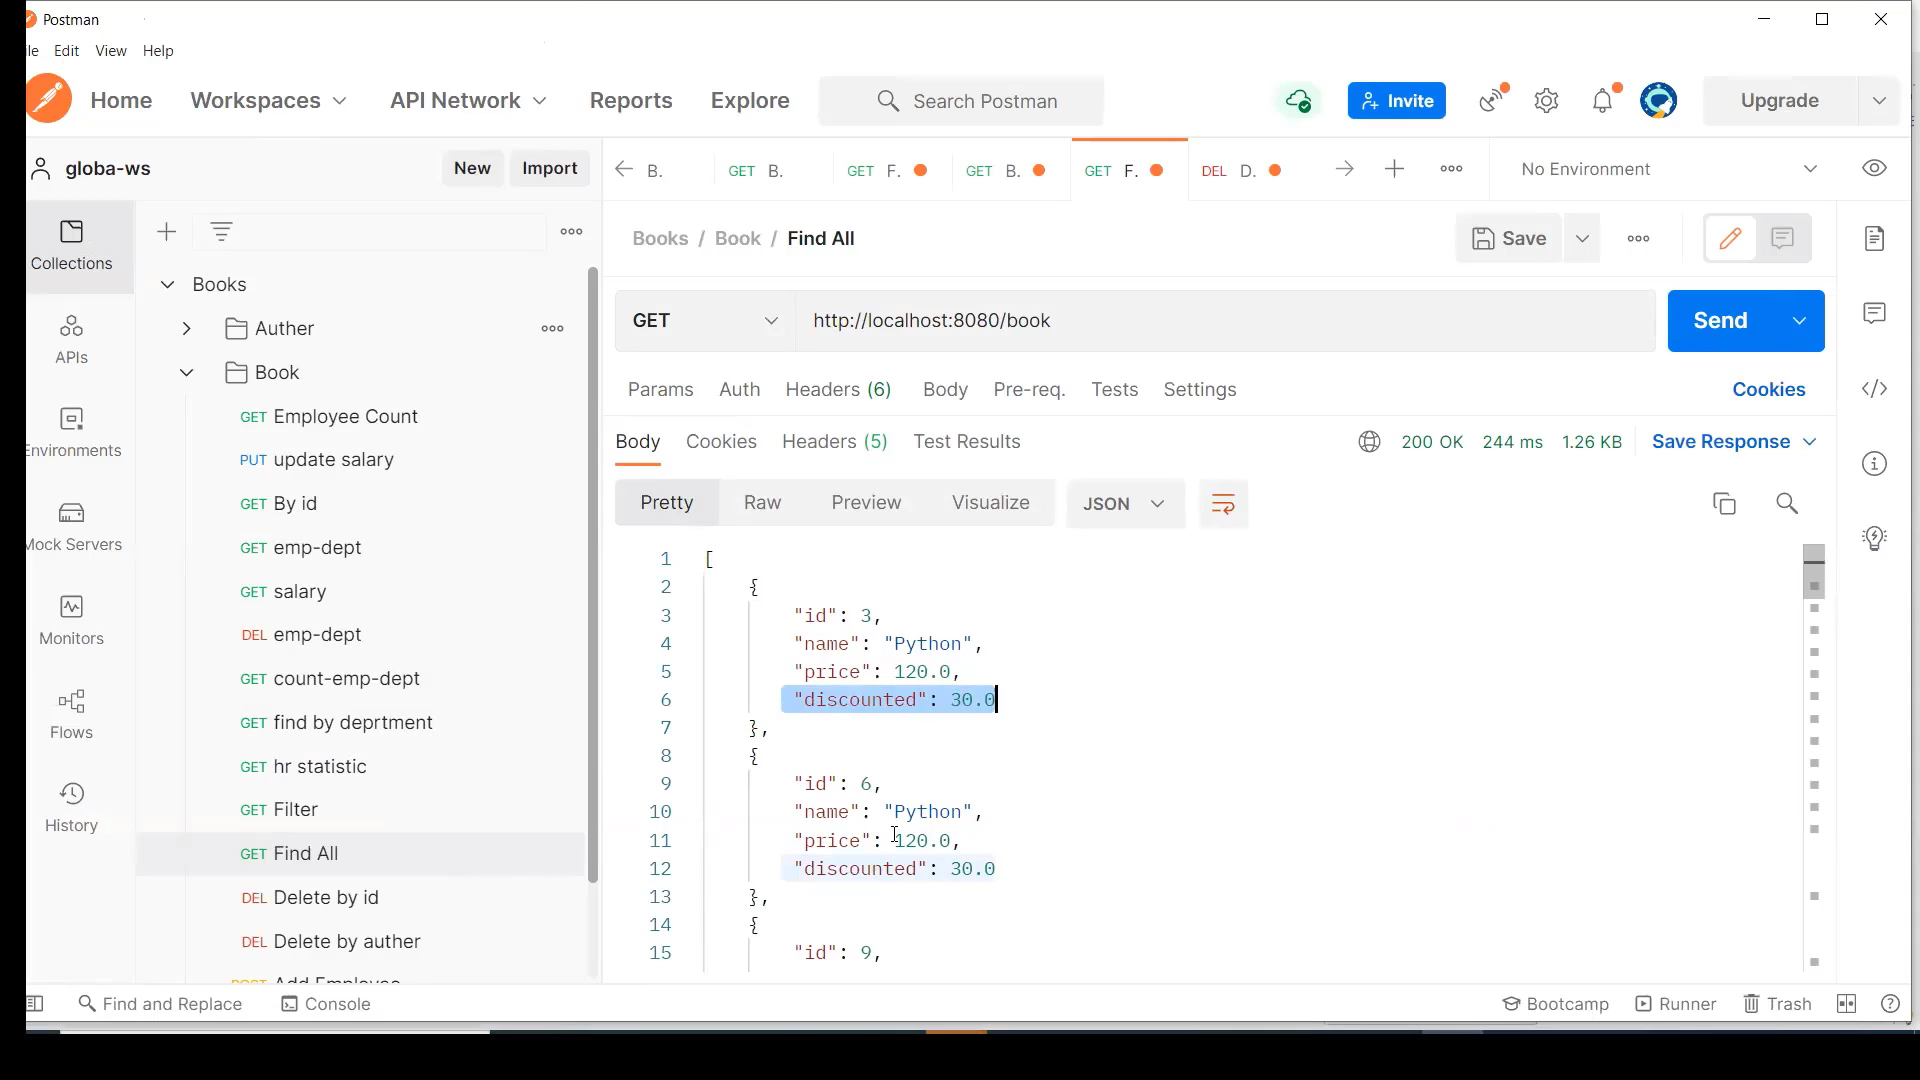 Postman
ile Edit View Help
Home Workspaces API Network Reports Explore Search Postman Invite Upgrade
globa-ws New Import
B. GET B. GET F. GET B. GET F. DEL D. No Environment
Books / Book / Find All Save
GET http://localhost:8080/book Send
Params Auth Headers (6) Body Pre-req. Tests Settings Cookies
Body Cookies Headers (5) Test Results 200 OK 244 ms 1.26 KB Save Response
Pretty Raw Preview Visualize JSON
Collections
APIs
Environments
Mock Servers
Monitors
Flows
History
Books
Auther
Book
GET Employee Count
PUT update salary
GET By id
GET emp-dept
GET salary
DEL emp-dept
GET count-emp-dept
GET find by deprtment
GET hr statistic
GET Filter
GET Find All
DEL Delete by id
DEL Delete by auther
POST Add Employee
1 [
2 {
3 "id": 3,
4 "name": "Python",
5 "price": 120.0,
6 "discounted": 30.0
7 },
8 {
9 "id": 6,
10 "name": "Python",
11 "price": 120.0,
12 "discounted": 30.0
13 },
14 {
15 "id": 9,
Find and Replace Console Bootcamp Runner Trash